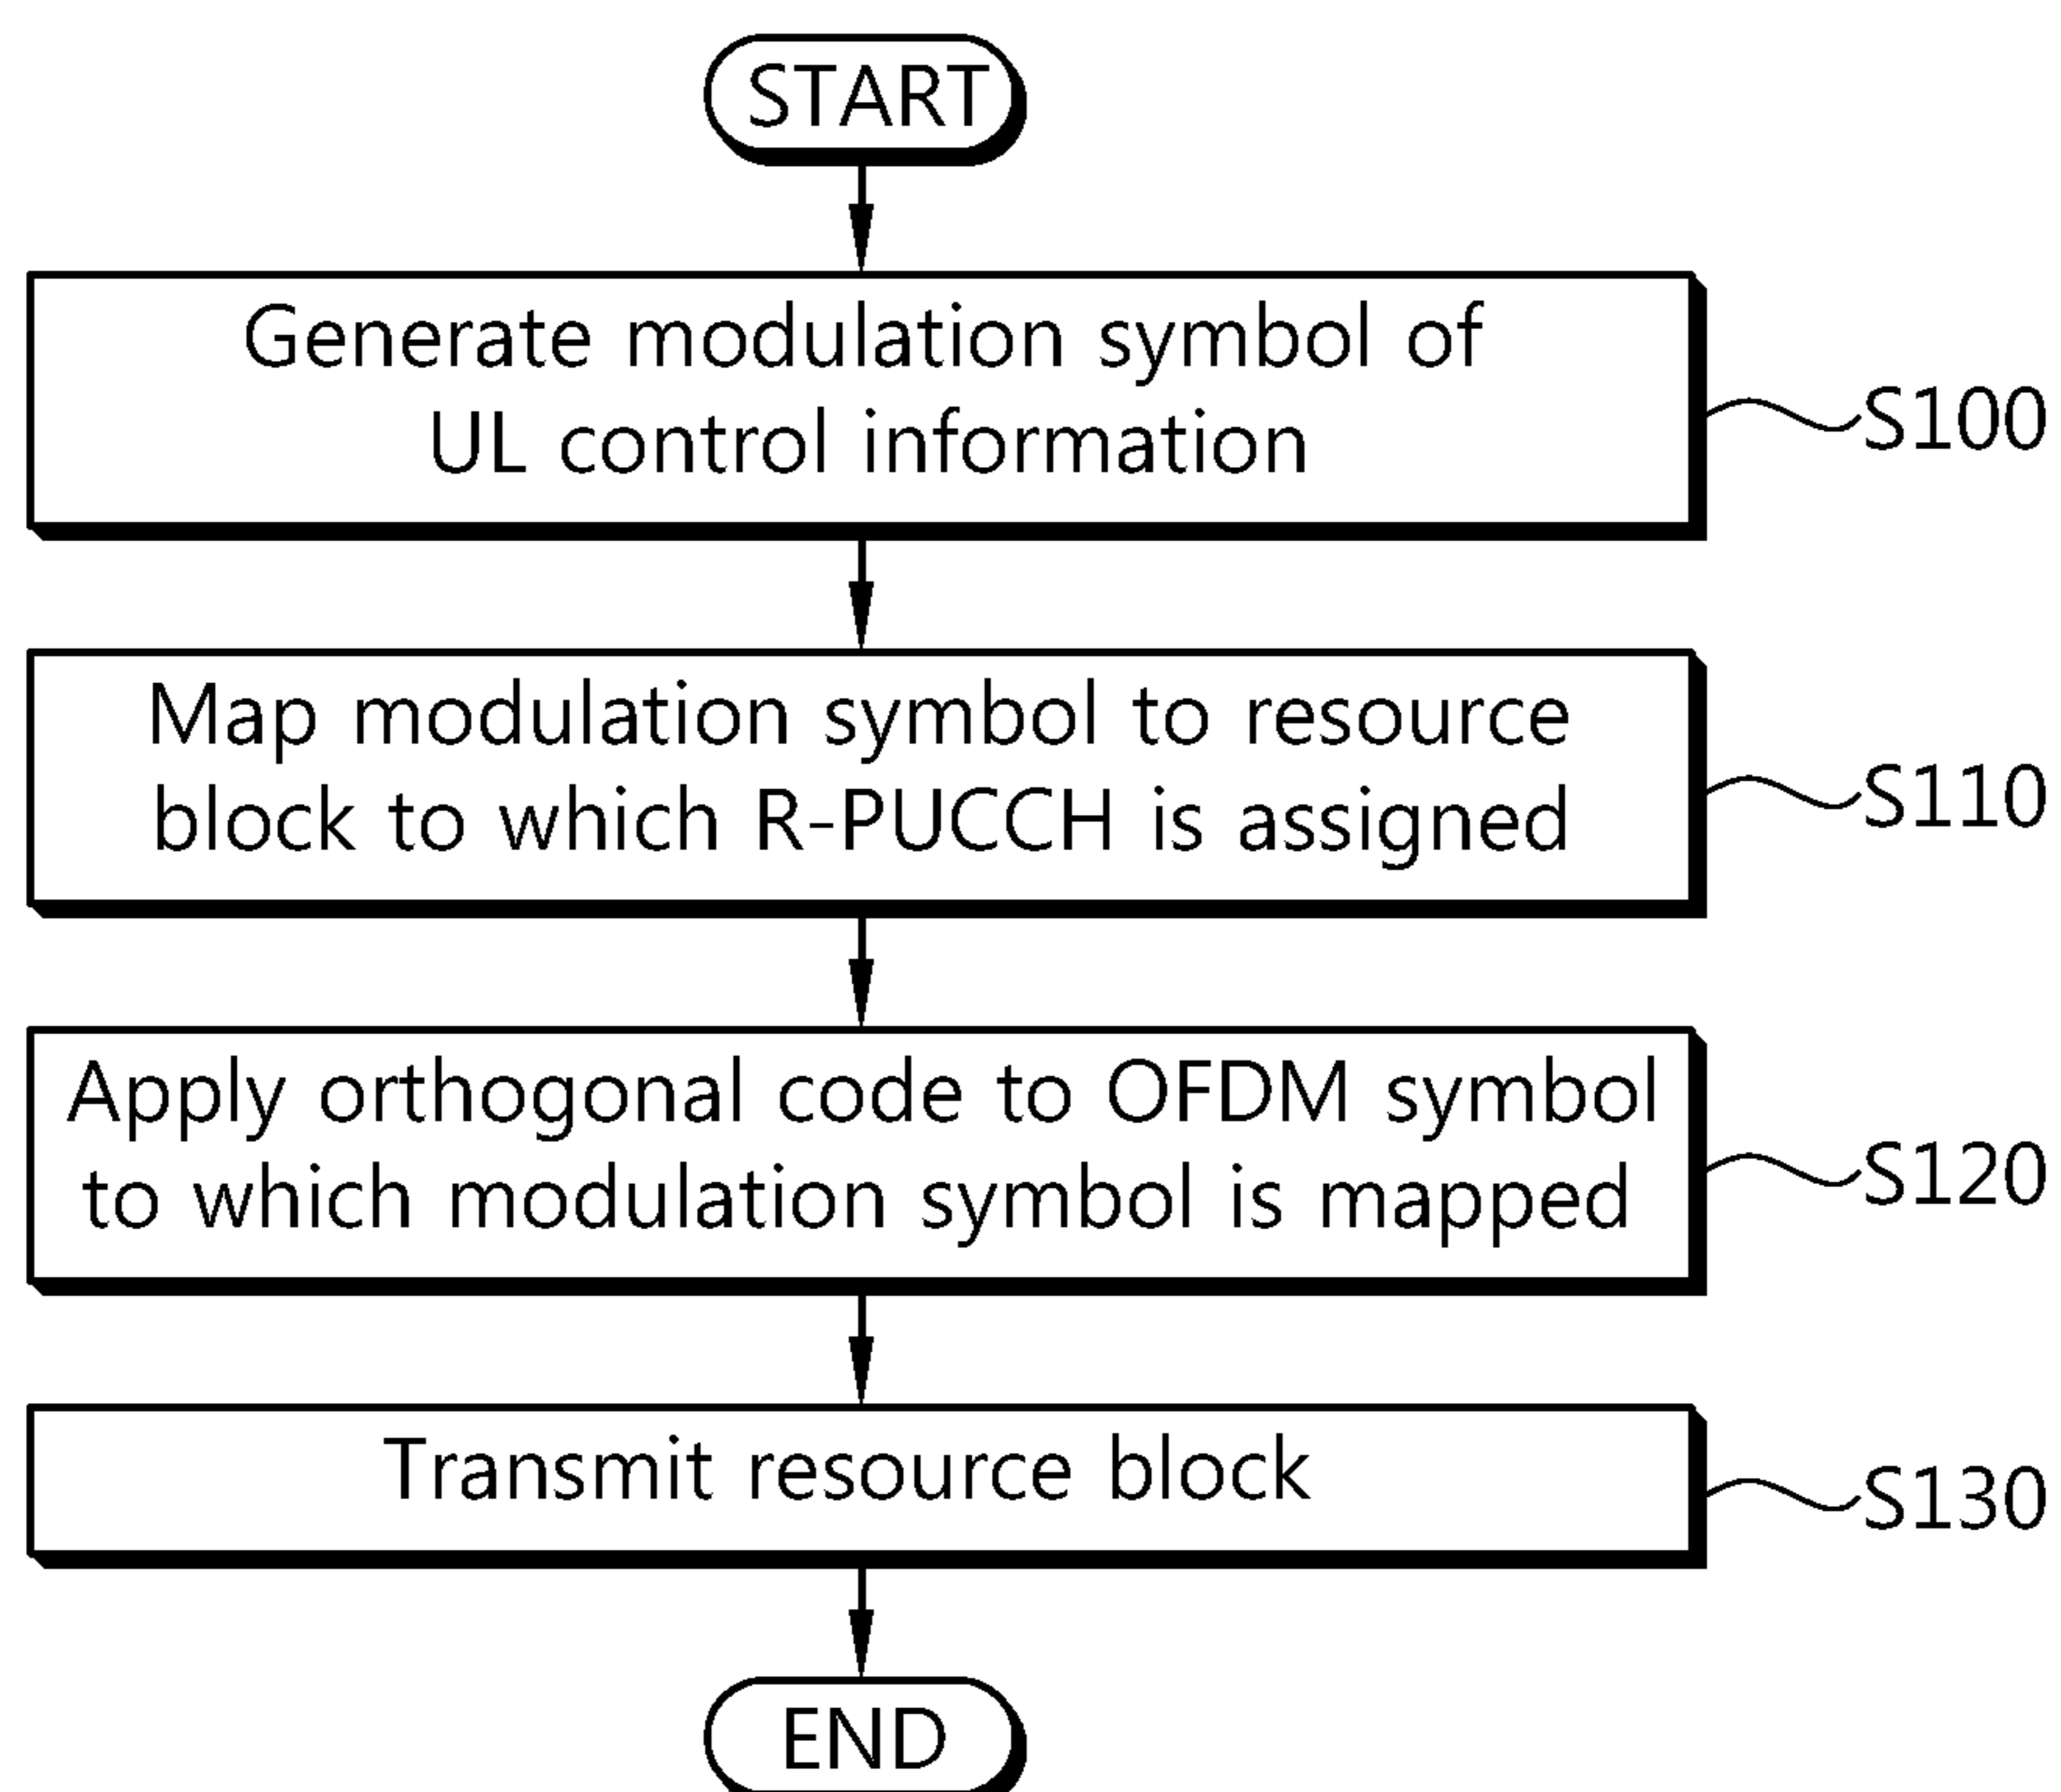 START
Generate modulation symbol of
UL control information
S100
Map modulation symbol to resource
block to which R-PUCCH is assigned
S110
Apply orthogonal code to OFDM symbol
to which modulation symbol is mapped
S120
Transmit resource block
S130
END